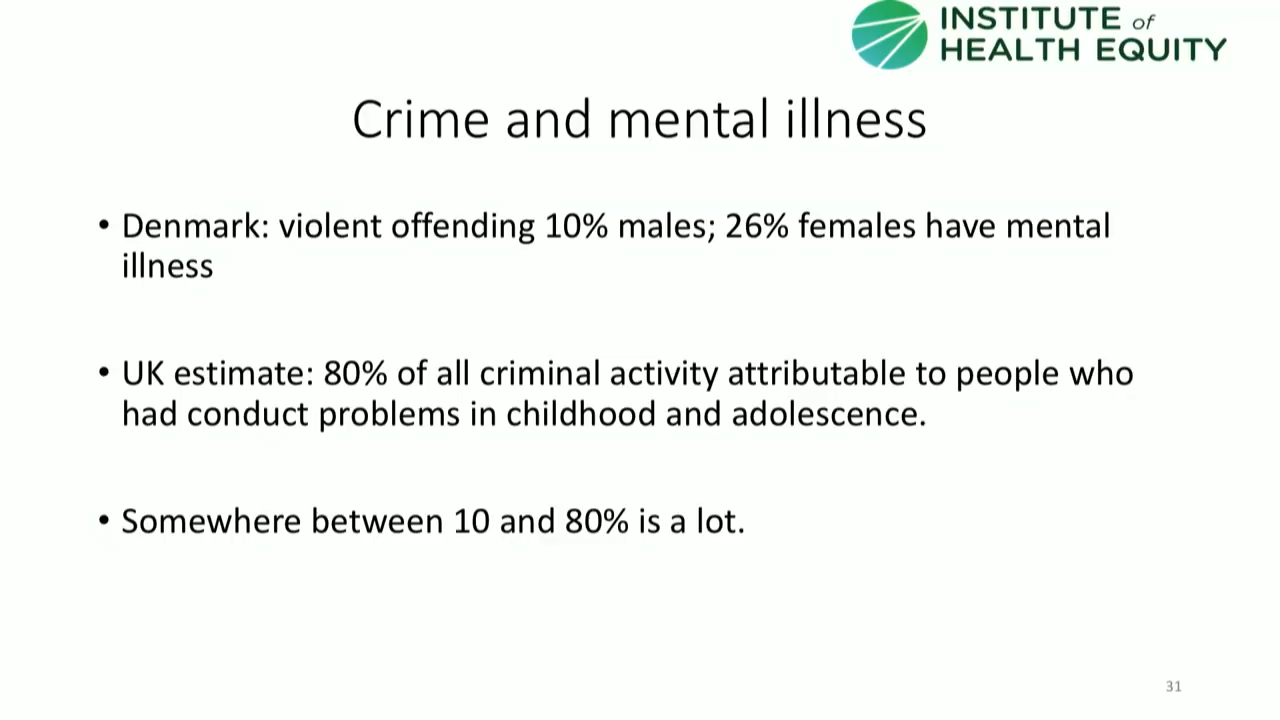 INSTITUTE of
HEALTH EQUITY
Crime and mental illness
• Denmark: violent offending 10% males; 26% females have mental
illness
• UK estimate: 80% of all criminal activity attributable to people who
had conduct problems in childhood and adolescence.
• Somewhere between 10 and 80% is a lot.
31